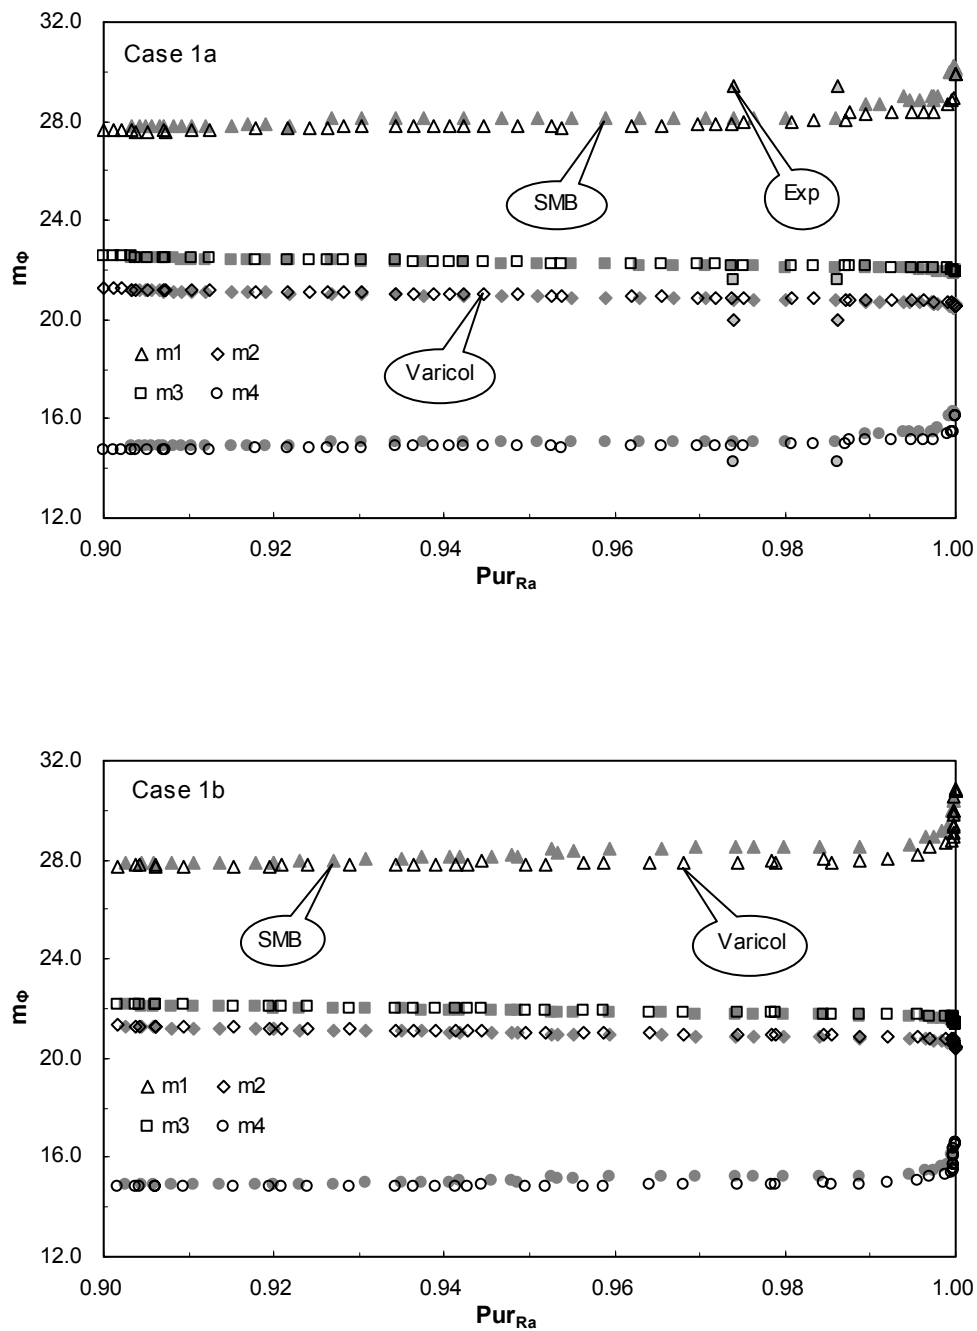 32.0
Case 1a
28.0
Exp
SMB
24.0
mΦ
20.0
Varicol
m1 m2
m3 m4
16.0
12.0
0.90 0.92 0.94 0.96 0.98 1.00
PurRa
32.0
Case 1b
28.0
SMB
Varicol
24.0
mΦ
20.0
m1 m2
m3 m4
16.0
12.0
0.90 0.92 0.94 0.96 0.98 1.00
PurRa